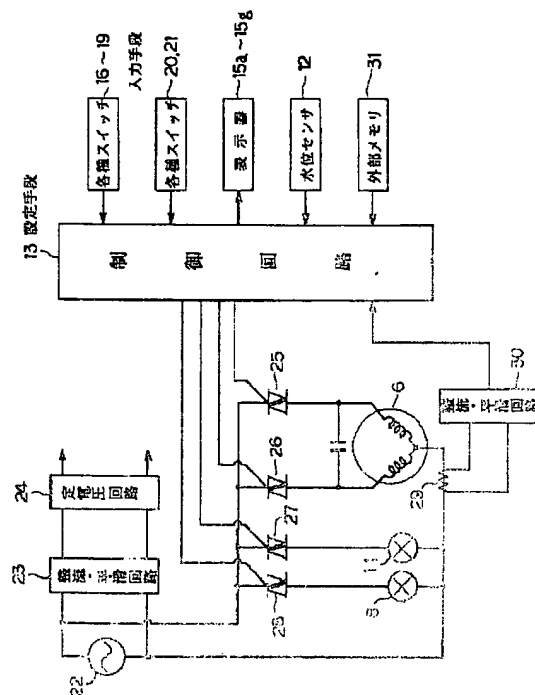 13 設定手段
制御回路
各種スイッチ
16~19
入力手段
各種スイッチ
20,21
表示器
15a~15g
水位センサ
12
外部メモリ
31
24
定電圧回路
23
整流・平滑回路
22
25
26
27
28
6
11
8
29
整流・平滑回路
30